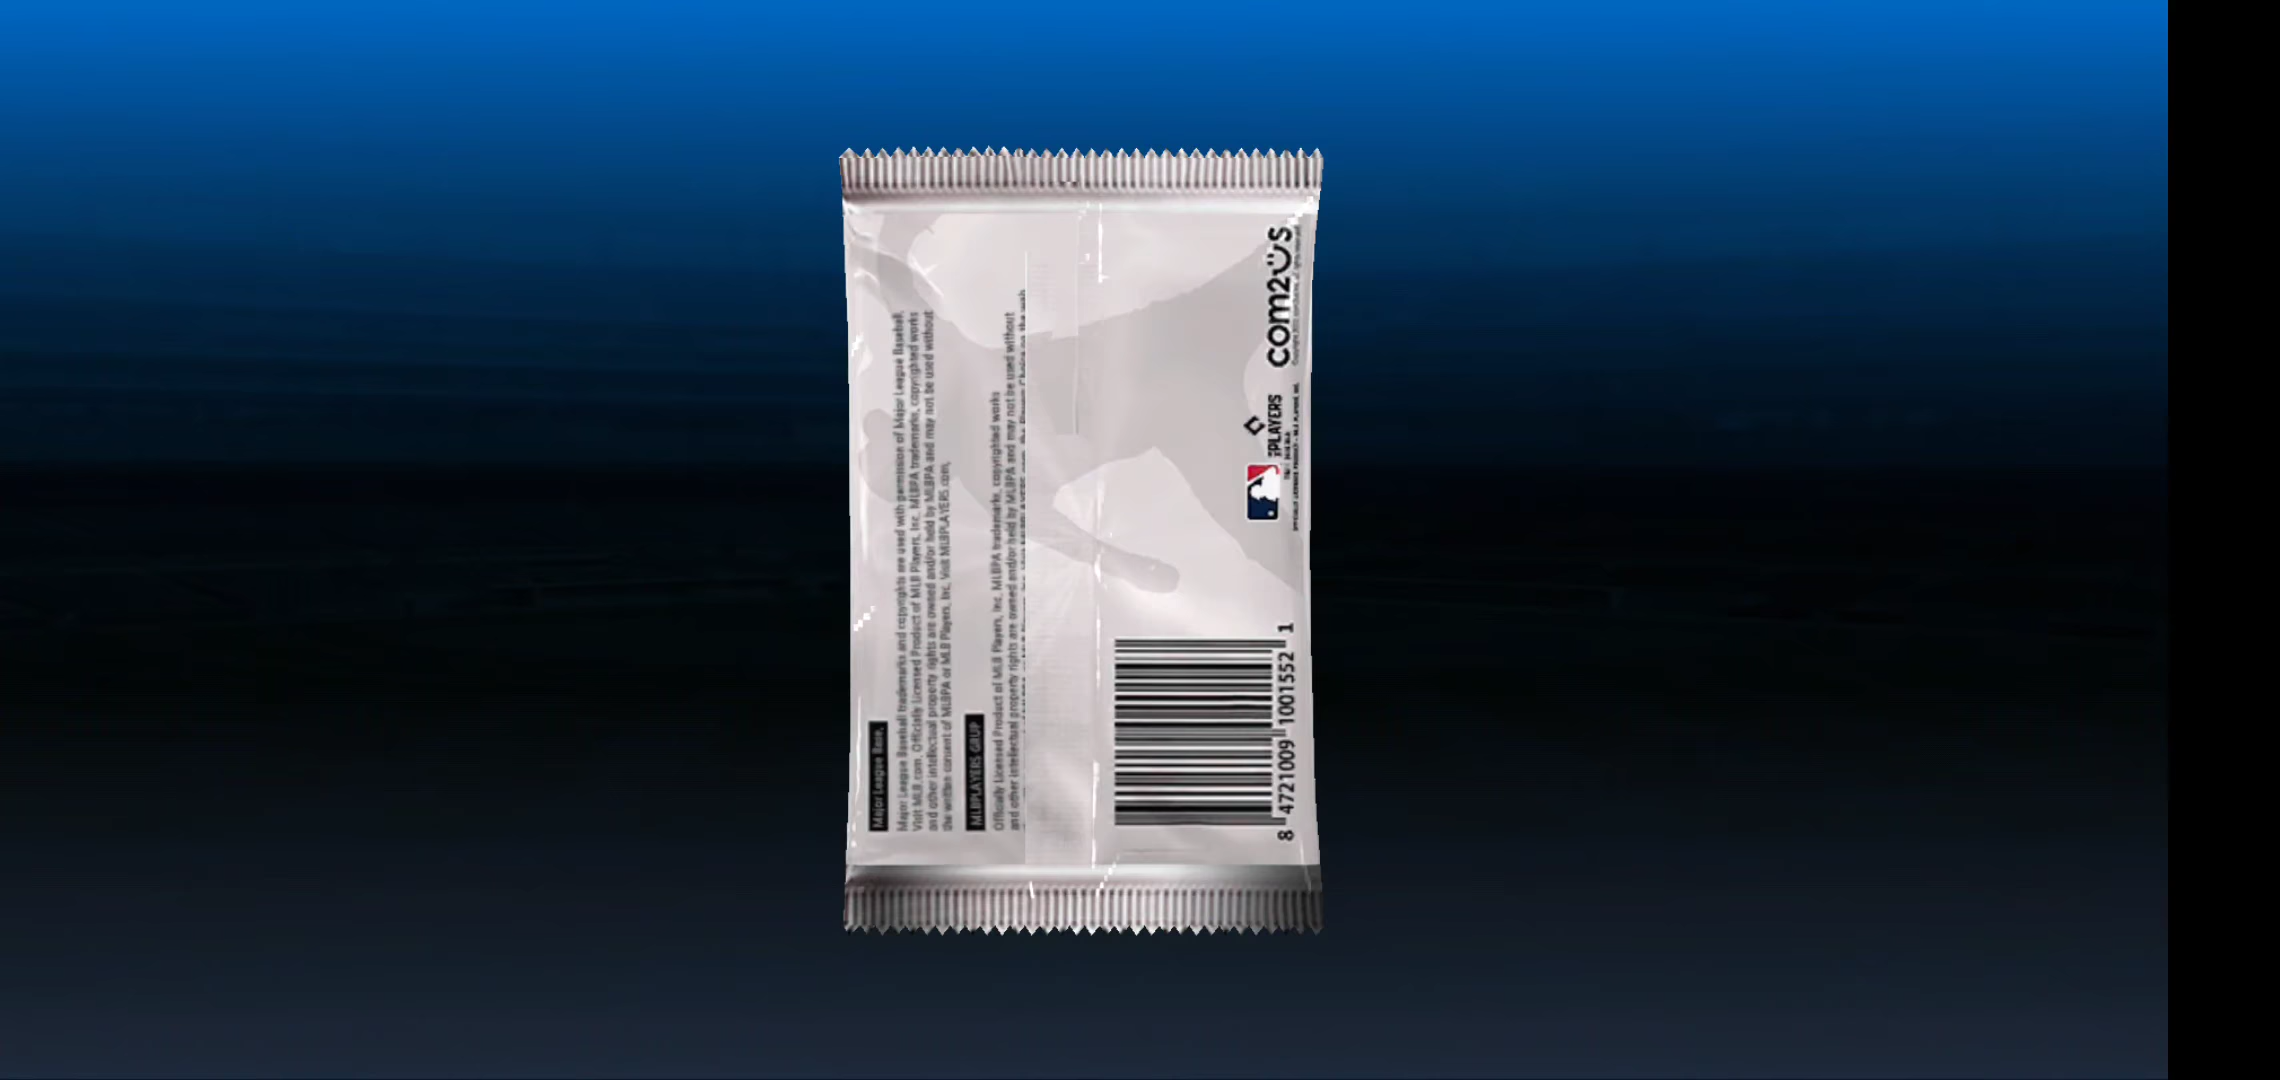 Major League Base.
Major League Baseball trademarks and copyrights are used with permission of Major League Baseball.
Visit MLB.com. Officially Licensed Product of MLB Players, Inc. MLBPA trademarks, copyrighted works
and other intellectual property rights are owned and/or held by MLBPA and may not be used without
the written consent of MLBPA or MLB Players, Inc. Visit MLBPLAYERS.com,
MLBPLAYERS GRUP
Officially Licensed Product of MLB Players, Inc. MLBPA trademarks, copyrighted works
and other intellectual property rights are owned and/or held by MLBPA and may not be used without
PLAYERS
com2us
8 4721009 1001552 1